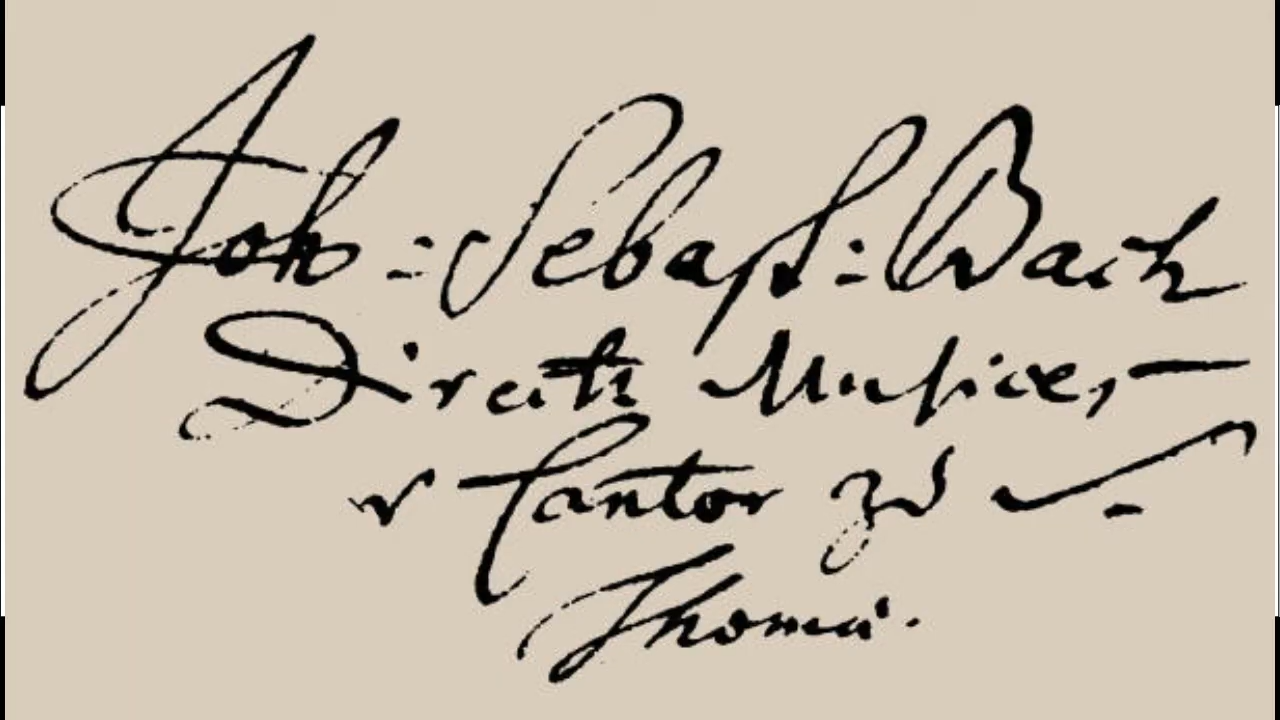 Joh: Sebast: Bach
Direct: Musices,
v Cantor zu S.
Thomæ.